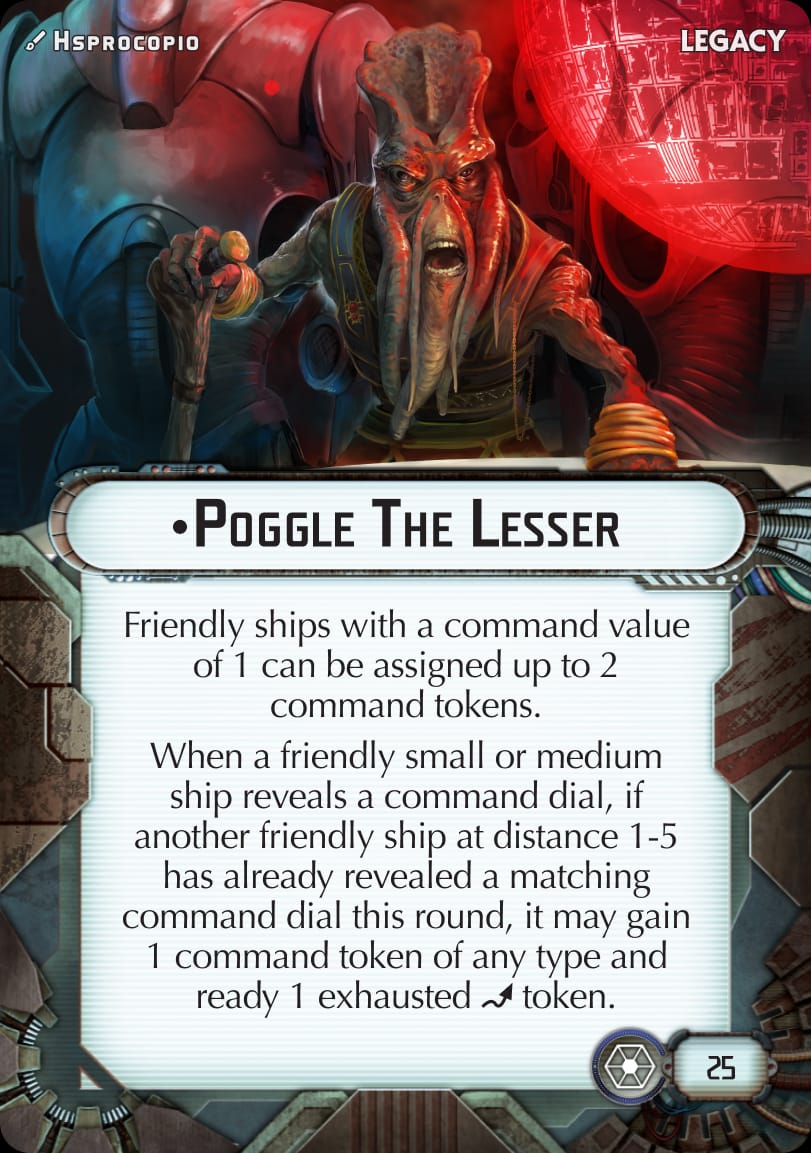 Hsprocopio
LEGACY
•Poggle The Lesser
Friendly ships with a command value
of 1 can be assigned up to 2
command tokens.
When a friendly small or medium
ship reveals a command dial, if
another friendly ship at distance 1-5
has already revealed a matching
command dial this round, it may gain
1 command token of any type and
ready 1 exhausted token.
25